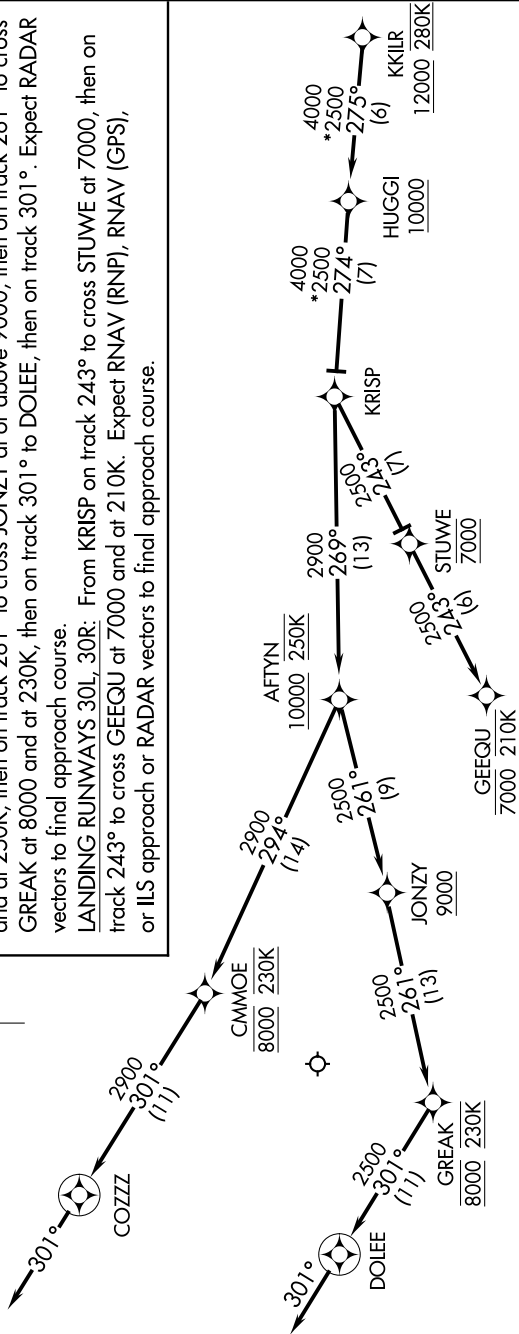 and at 250K, then on track 261° to cross JONZY at or above 9000, then on track 261° to cross
GREAK at 8000 and at 230K, then on track 301° to DOLEE, then on track 301°. Expect RADAR
vectors to final approach course.
LANDING RUNWAYS 30L, 30R: From KRISP on track 243° to cross STUWE at 7000, then on
track 243° to cross GEEQU at 7000 and at 210K. Expect RNAV (RNP), RNAV (GPS),
or ILS approach or RADAR vectors to final approach course.
301°
COZZZ
2900
301°
(11)
CMMOE
8000 230K
2900
294°
(14)
AFTYN
10000 250K
2900
269°
(13)
KRISP
4000
*2500
274°
(7)
HUGGI
10000
4000
*2500
275°
(6)
KKILR
12000 280K
301°
DOLEE
2500
301°
(11)
GREAK
8000 230K
2500
261°
(13)
JONZY
9000
2500
261°
(9)
2500
243°
(7)
STUWE
7000
2500
243°
(6)
GEEQU
7000 210K